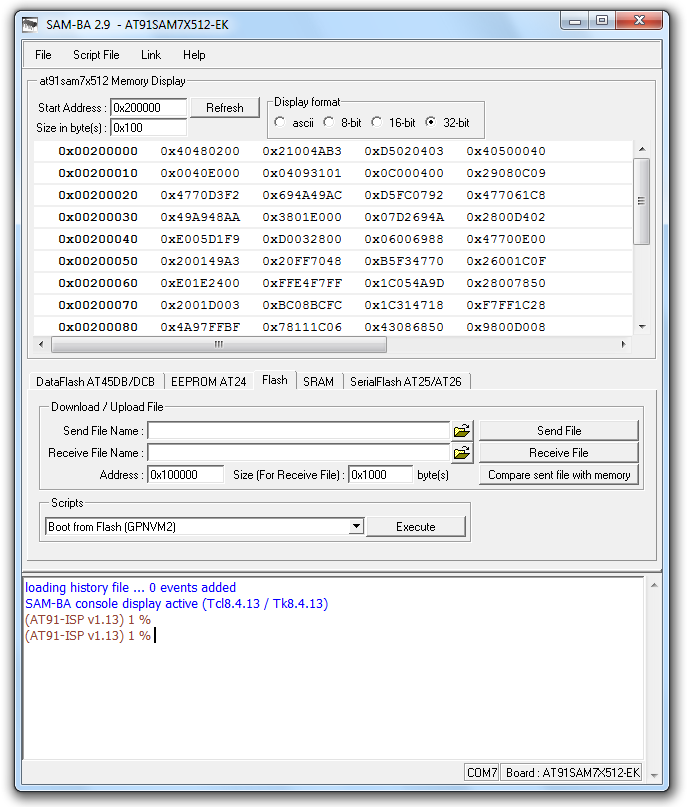 SAM-BA 2.9 - AT91SAM7X512-EK
File Script File Link Help
at91sam7x512 Memory Display
Start Address : 0x200000 Refresh
Size in byte(s) : 0x100
Display format
ascii 8-bit 16-bit 32-bit
0x00200000 0x40480200 0x21004AB3 0xD5020403 0x40500040
0x00200010 0x0040E000 0x04093101 0x0C000400 0x29080C09
0x00200020 0x4770D3F2 0x694A49AC 0xD5FC0792 0x477061C8
0x00200030 0x49A948AA 0x3801E000 0x07D2694A 0x2800D402
0x00200040 0xE005D1F9 0xD0032800 0x06006988 0x47700E00
0x00200050 0x200149A3 0x20FF7048 0xB5F34770 0x26001C0F
0x00200060 0xE01E2400 0xFFE4F7FF 0x1C054A9D 0x28007850
0x00200070 0x2001D003 0xBC08BCFC 0x1C314718 0xF7FF1C28
0x00200080 0x4A97FFBF 0x78111C06 0x43086850 0x9800D008
DataFlash AT45DB/DCB EEPROM AT24 Flash SRAM SerialFlash AT25/AT26
Download / Upload File
Send File Name : Send File
Receive File Name : Receive File
Address : 0x100000 Size (For Receive File) : 0x1000 byte(s) Compare sent file with memory
Scripts
Boot from Flash (GPNVM2) Execute
loading history file ... 0 events added
SAM-BA console display active (Tcl8.4.13 / Tk8.4.13)
(AT91-ISP v1.13) 1 %
(AT91-ISP v1.13) 1 %
COM7 Board : AT91SAM7X512-EK